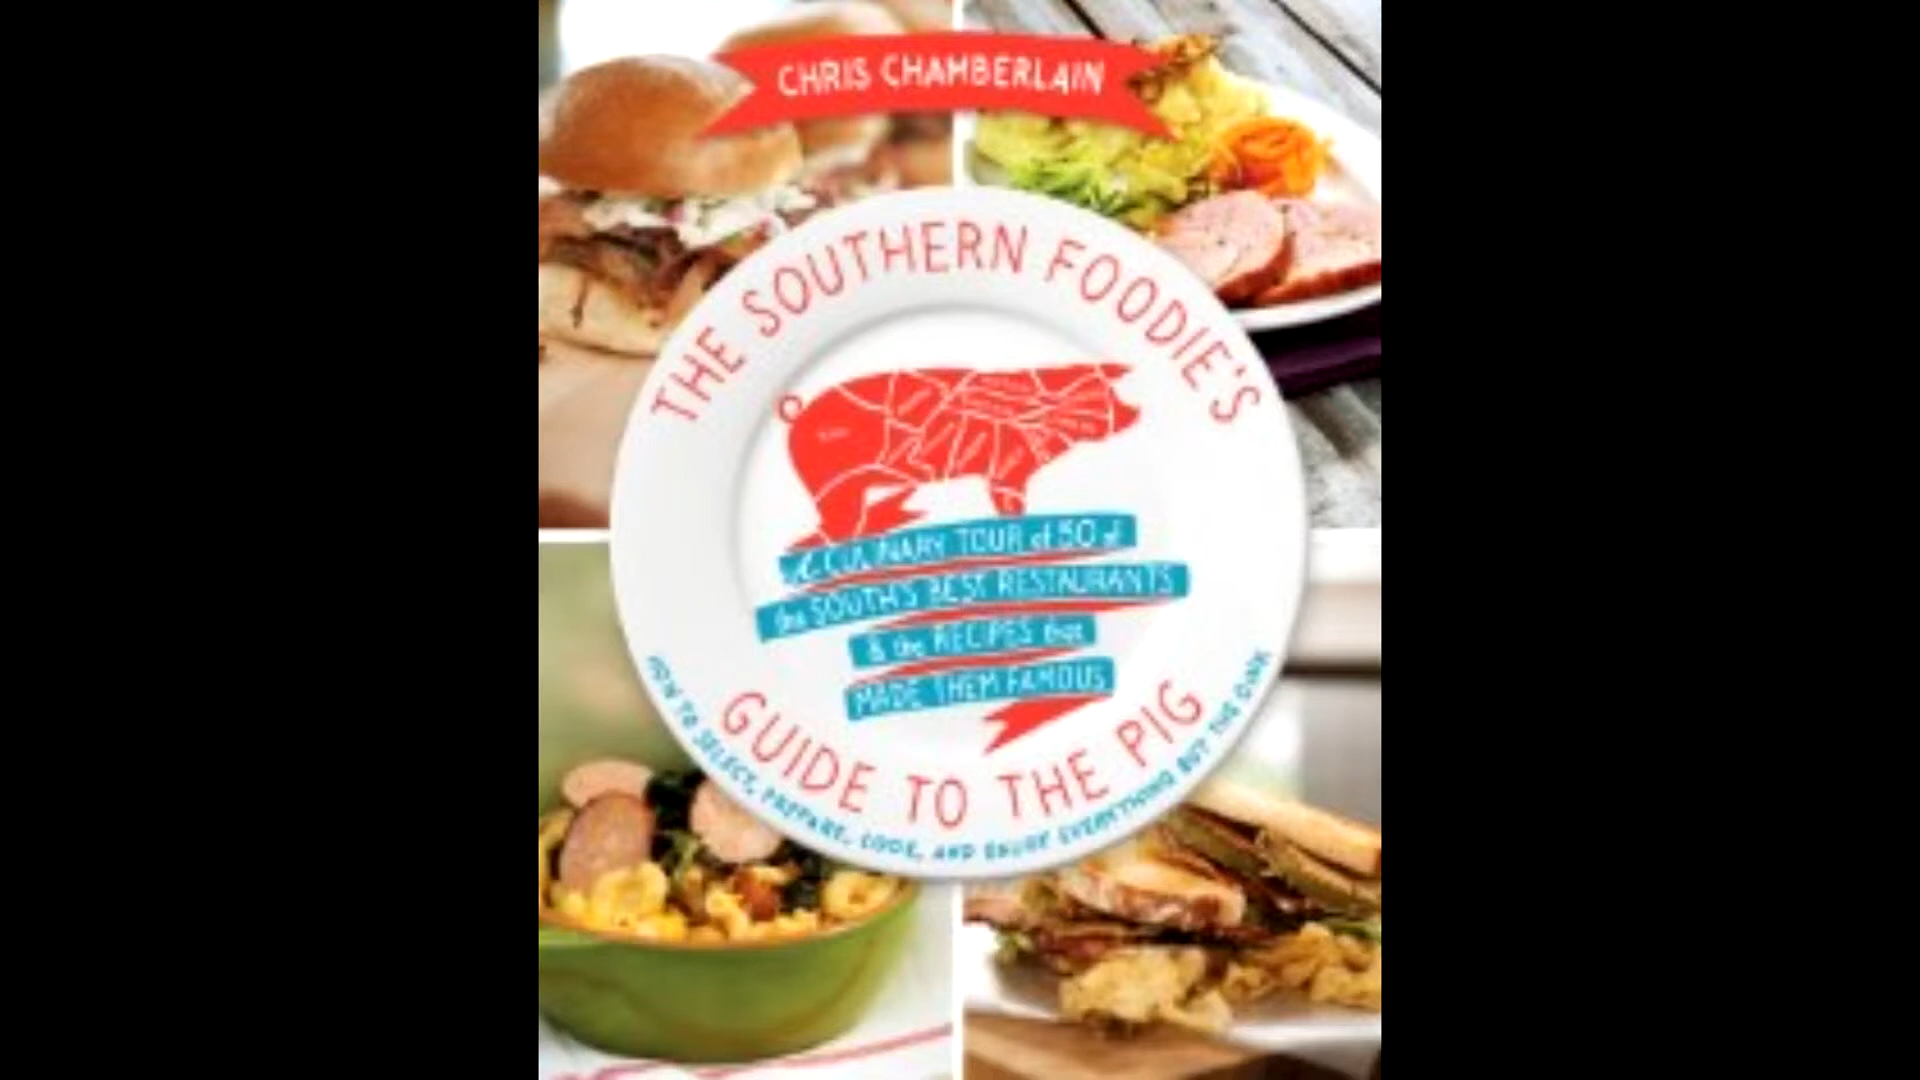 CHRIS CHAMBERLAIN
THE SOUTHERN FOODIE'S
A CULINARY TOUR of 50 of
the SOUTH'S BEST RESTAURANTS
& the RECIPES that
MADE THEM FAMOUS
GUIDE TO THE PIG
HOW TO SELECT, PREPARE, COOK, AND SAUCE EVERYTHING BUT THE OINK